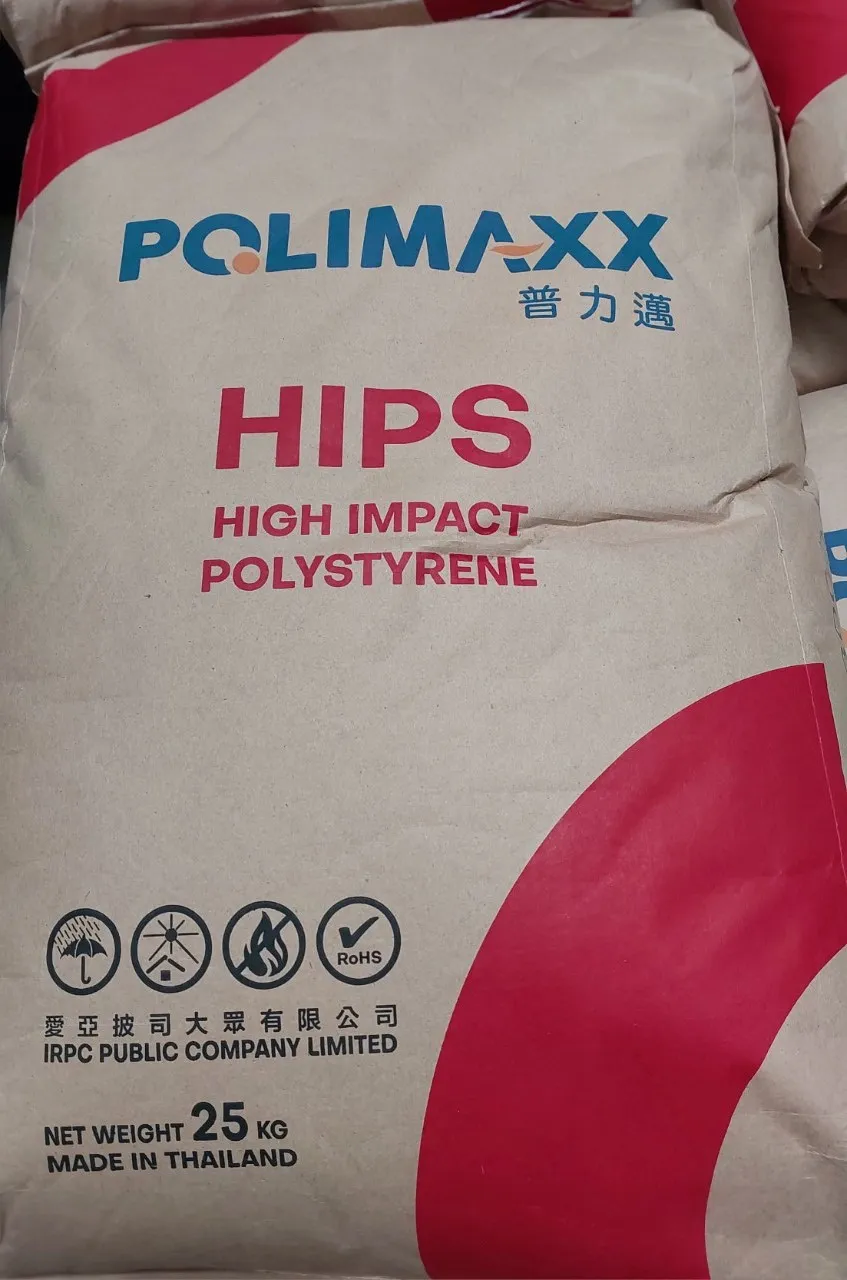 POLIMAXX
普力邁
HIPS
HIGH IMPACT
POLYSTYRENE
RoHS
愛亞披司大眾有限公司
IRPC PUBLIC COMPANY LIMITED
NET WEIGHT 25 KG
MADE IN THAILAND